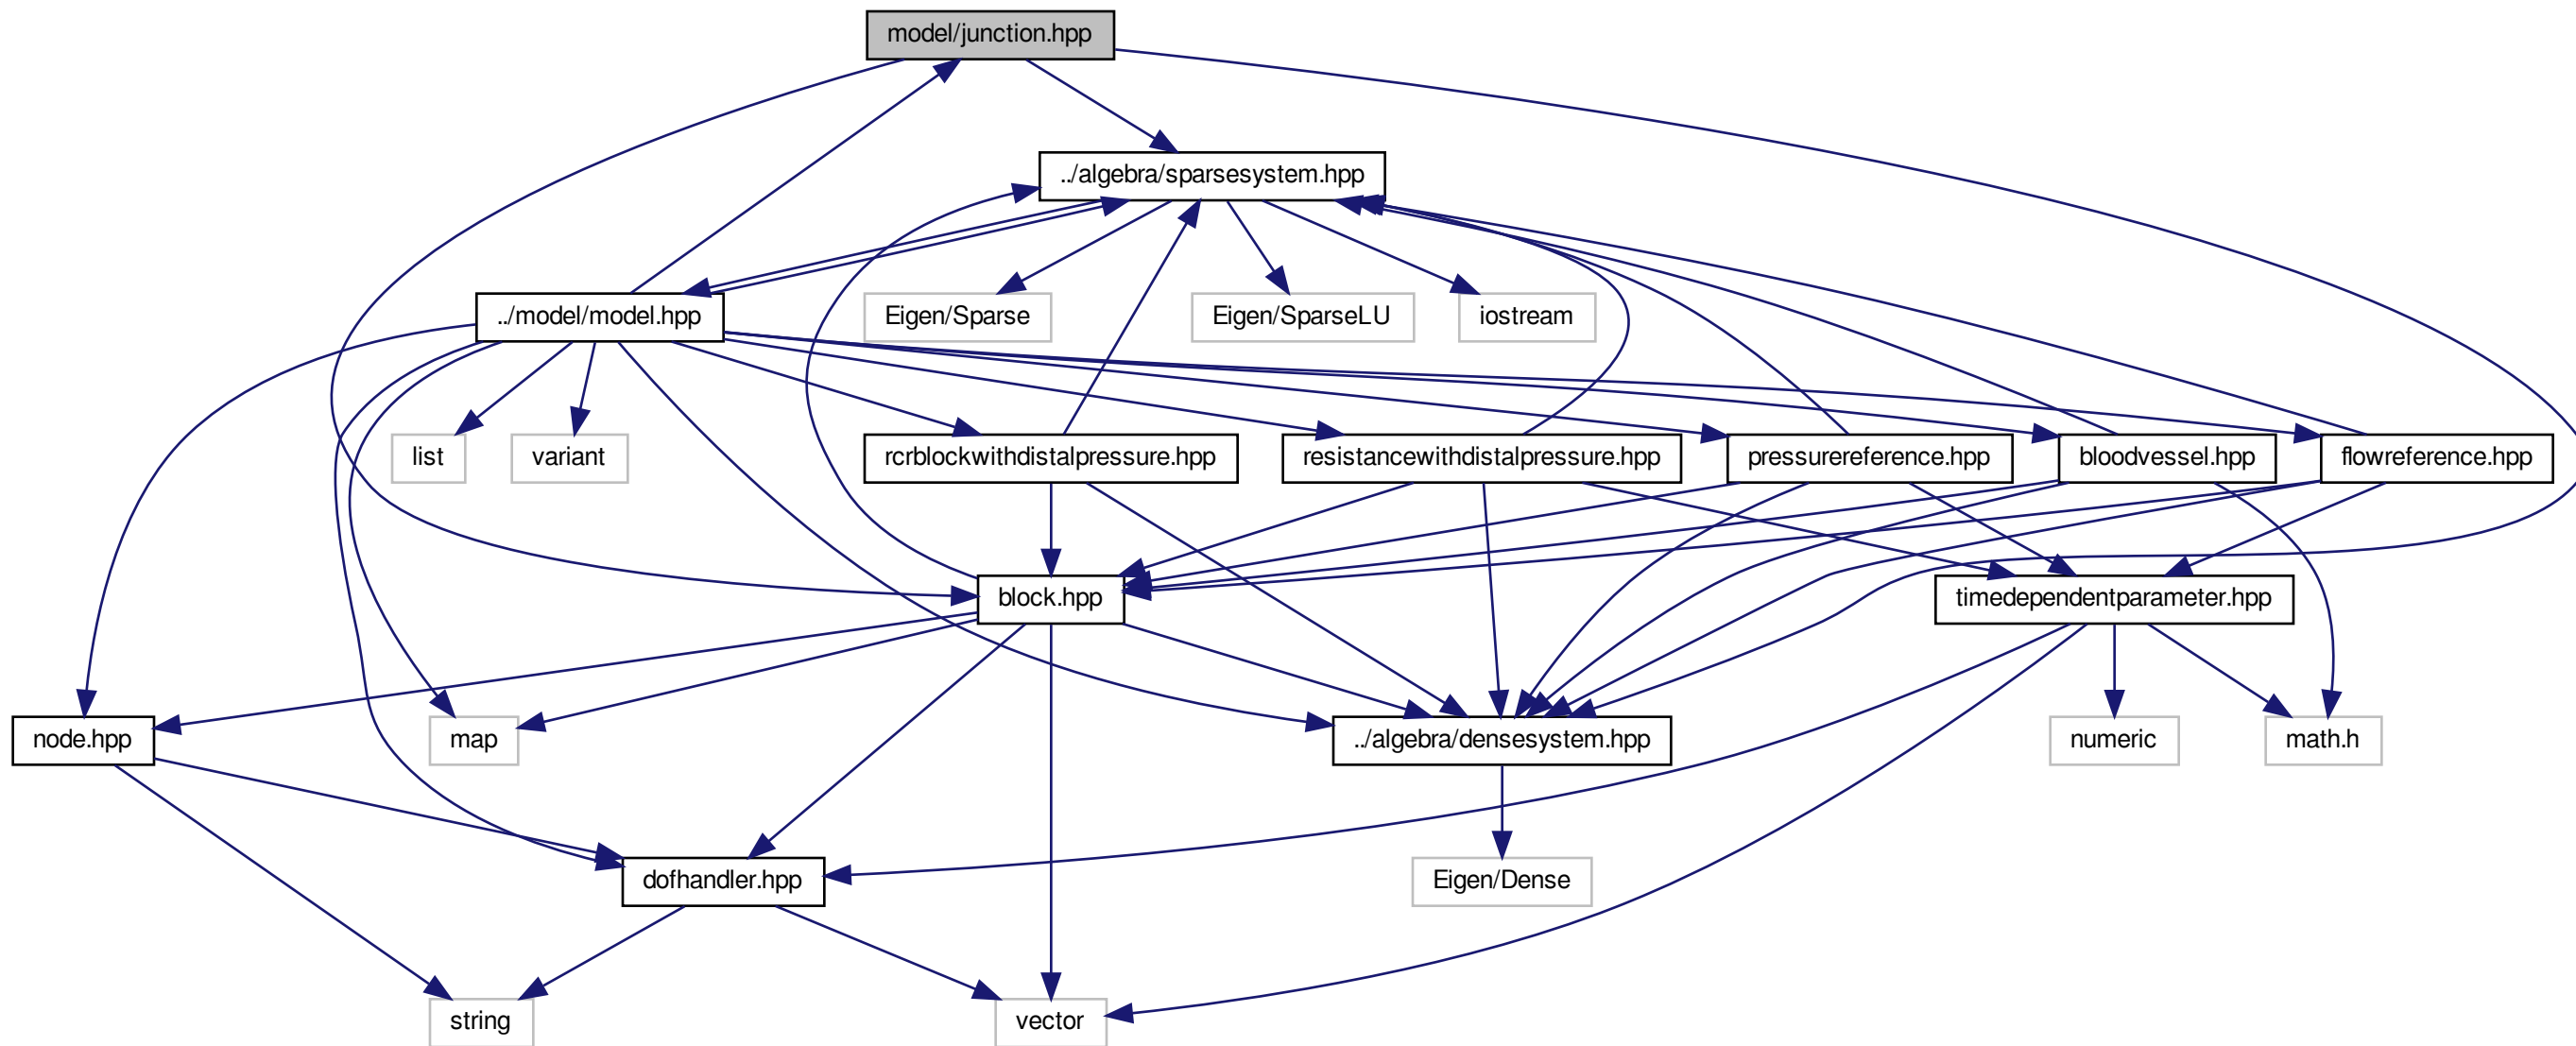 model/junction.hpp
../algebra/sparsesystem.hpp
../model/model.hpp
Eigen/Sparse
Eigen/SparseLU
iostream
list
variant
rcrblockwithdistalpressure.hpp
resistancewithdistalpressure.hpp
pressurereference.hpp
bloodvessel.hpp
flowreference.hpp
block.hpp
timedependentparameter.hpp
node.hpp
map
../algebra/densesystem.hpp
numeric
math.h
dofhandler.hpp
Eigen/Dense
string
vector